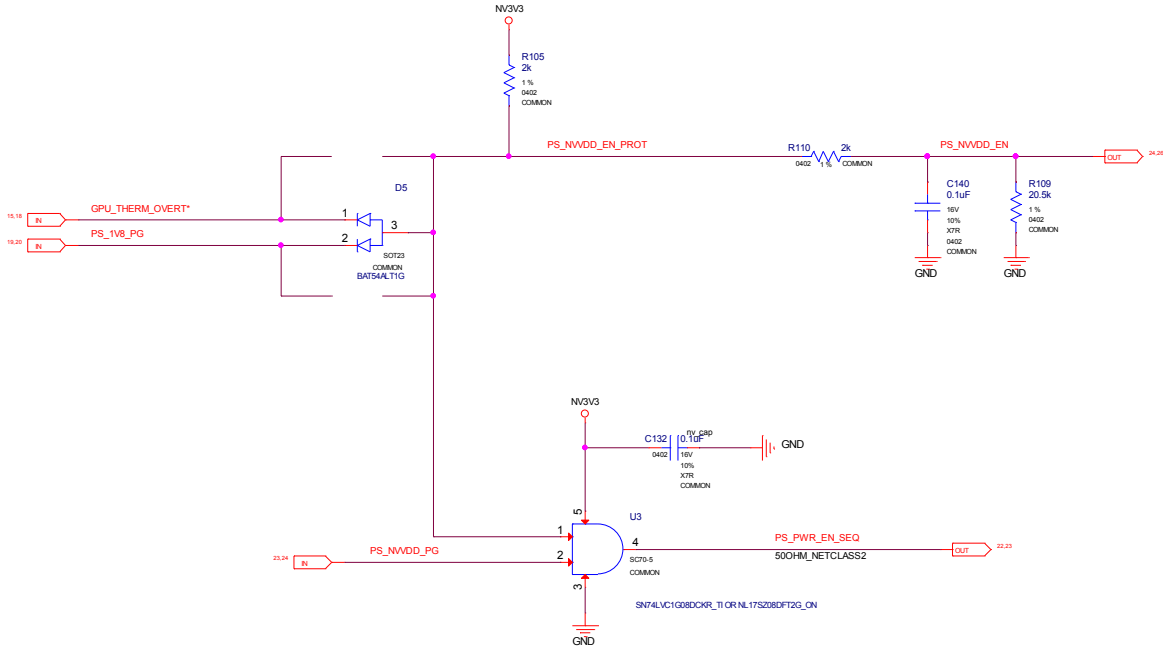 NV3V3
R105
2k
1 %
0402
COMMON
PS_NVVDD_EN_PROT
R110
2k
0402
1 %
COMMON
PS_NVVDD_EN
OUT
24,26
C140
0.1uF
16V
10%
X7R
0402
COMMON
GND
R109
20.5k
1 %
0402
COMMON
GND
D5
15,18
IN
GPU_THERM_OVERT*
1
3
19,20
IN
PS_1V8_PG
2
SOT23
COMMON
BAT54ALT1G
NV3V3
nv_cap
C132
0.1uF
0402
16V
10%
X7R
COMMON
GND
5
U3
1
4
PS_PWR_EN_SEQ
OUT
22,23
50OHM_NETCLASS2
23,24
IN
PS_NVVDD_PG
2
SC70-5
COMMON
3
SN74LVC1G08DCKR_TI OR NL17SZ08DFT2G_ON
GND